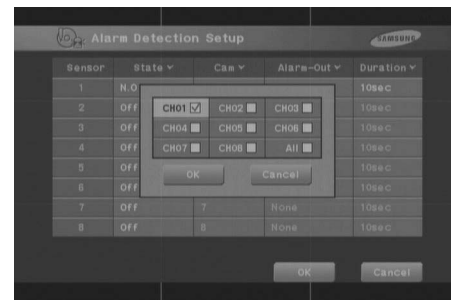 Alarm Detection Setup SAMSUNG
Sensor State Cam Alarm-Out Duration
1 N.O 10sec
2 Off CH01 CH02 CH03 10sec
3 Off CH04 CH05 CH06 10sec
4 Off CH07 CH08 All 10sec
5 Off OK Cancel 10sec
6 Off 10sec
7 Off 7 None 10sec
8 Off 8 None 10sec
OK Cancel